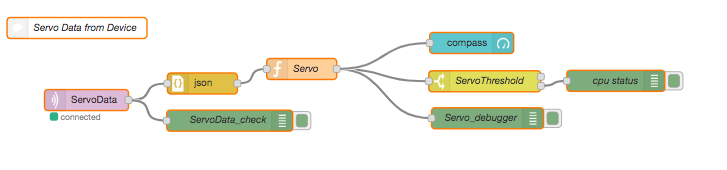 Servo Data from Device
compass
json
Servo
ServoThreshold
cpu status
ServoData
connected
ServoData_check
Servo_debugger